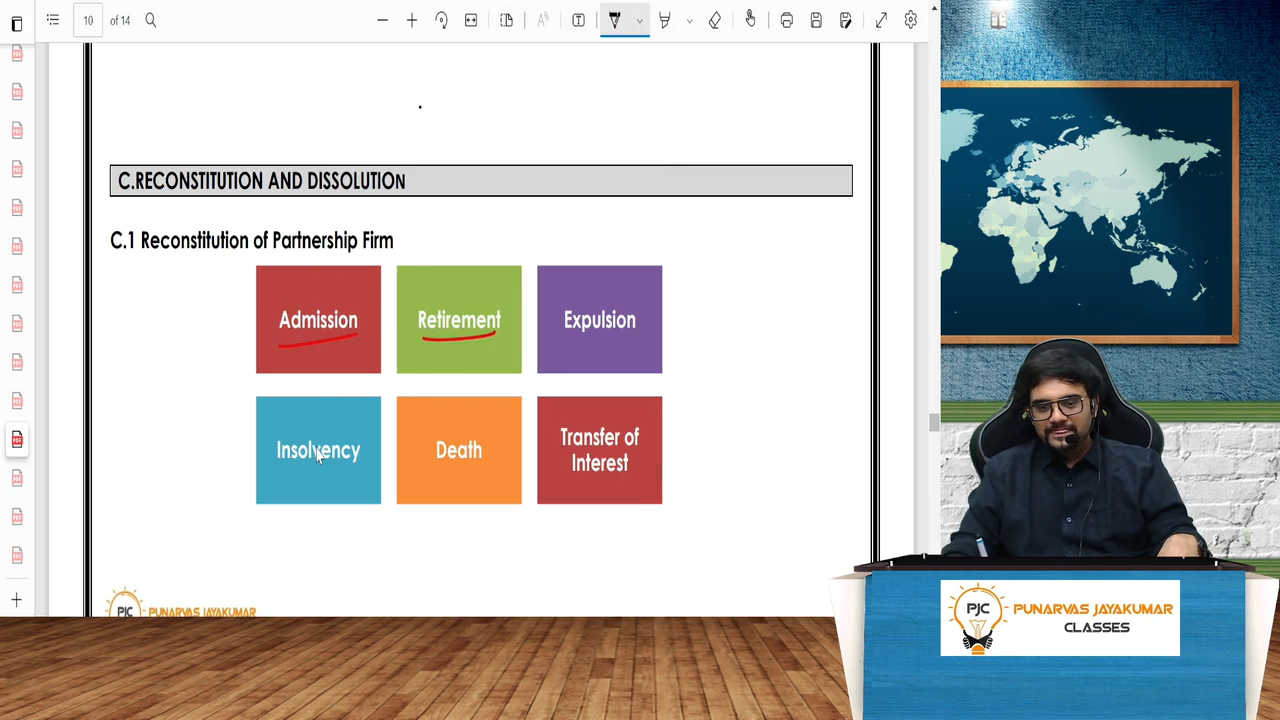 10 of 14
C.RECONSTITUTION AND DISSOLUTION
C.1 Reconstitution of Partnership Firm
Admission
Retirement
Expulsion
Insolvency
Death
Transfer of
Interest
PJC
PUNARVAS JAYAKUMAR
PJC
PUNARVAS JAYAKUMAR
CLASSES